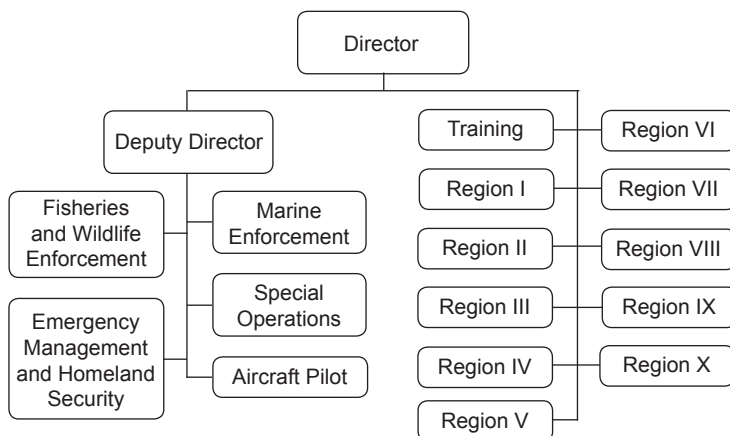 Director
Deputy Director
Fisheries
and Wildlife
Enforcement
Marine
Enforcement
Special
Operations
Emergency
Management
and Homeland
Security
Aircraft Pilot
Training
Region VI
Region I
Region VII
Region II
Region VIII
Region III
Region IX
Region IV
Region X
Region V